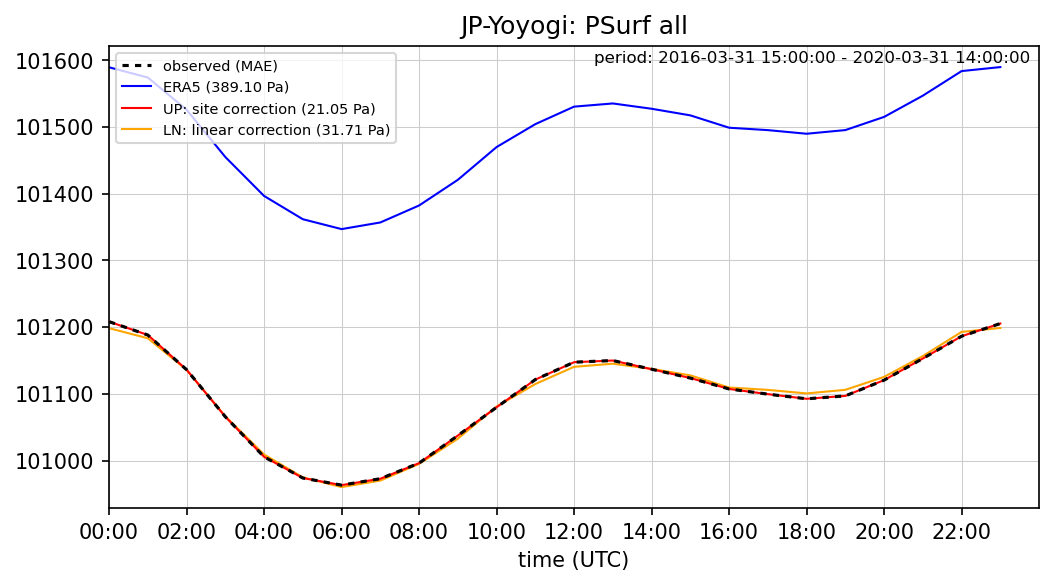 JP-Yoyogi: PSurf all
period: 2016-03-31 15:00:00 - 2020-03-31 14:00:00
observed (MAE)
ERA5 (389.10 Pa)
UP: site correction (21.05 Pa)
LN: linear correction (31.71 Pa)
101600
101500
101400
101300
101200
101100
101000
00:00 02:00 04:00 06:00 08:00 10:00 12:00 14:00 16:00 18:00 20:00 22:00
time (UTC)